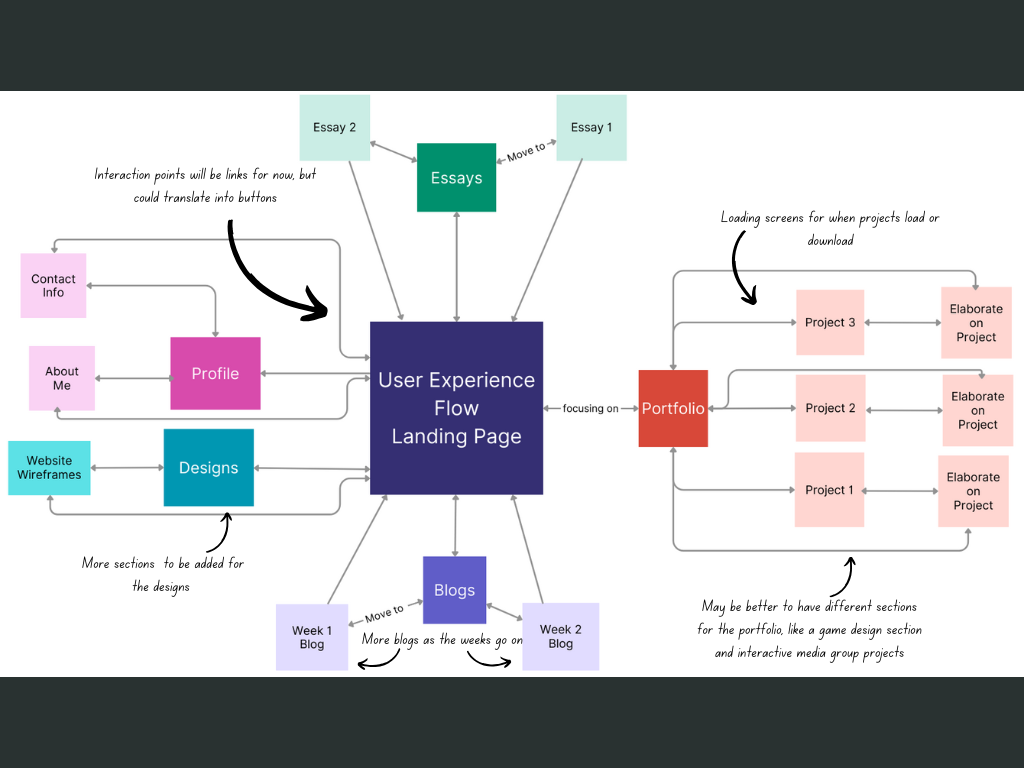 Essay 2
Essay 1
Move to
Essays
Interaction points will be links for now, but
could translate into buttons
Loading screens for when projects load or
download
Contact
Info
Profile
About
Me
Website
Wireframes
Designs
More sections to be added for
the designs
User Experience
Flow
Landing Page
focusing on
Portfolio
Project 3
Elaborate
on
Project
Project 2
Elaborate
on
Project
Project 1
Elaborate
on
Project
May be better to have different sections
for the portfolio, like a game design section
and interactive media group projects
Blogs
Move to
Week 1
Blog
More blogs as the weeks go on
Week 2
Blog